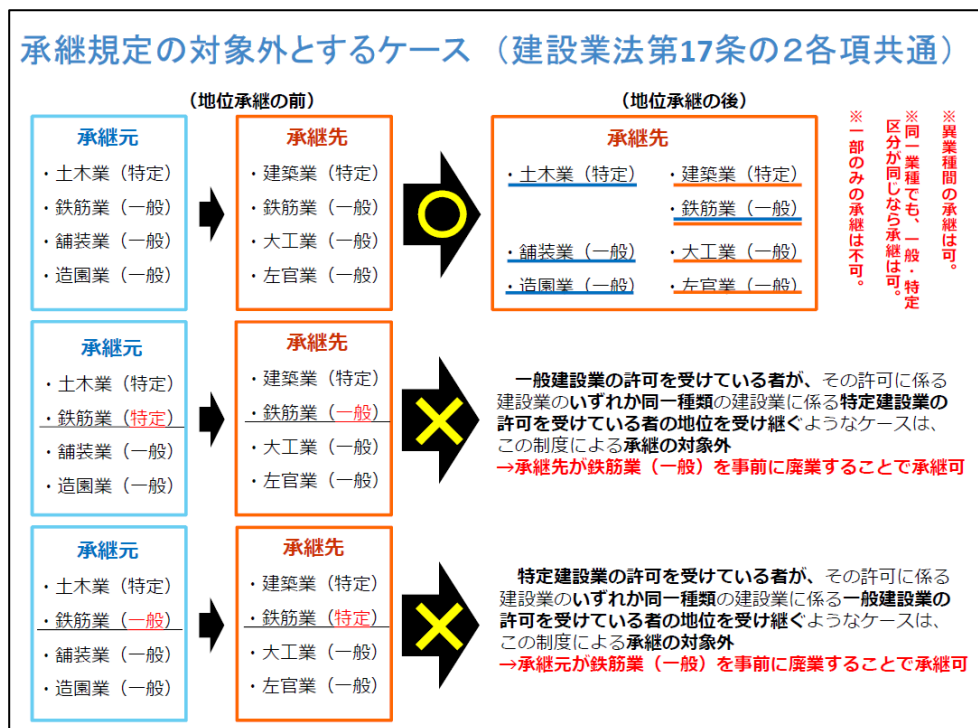 承継規定の対象外とするケース（建設業法第17条の２各項共通）
（地位承継の前）
（地位承継の後）
承継元
・土木業（特定）
・鉄筋業（一般）
・舗装業（一般）
・造園業（一般）
承継先
・建築業（特定）
・鉄筋業（一般）
・大工業（一般）
・左官業（一般）
承継先
・土木業（特定）
・建築業（特定）
・鉄筋業（一般）
・舗装業（一般）
・大工業（一般）
・造園業（一般）
・左官業（一般）
※異業種間の承継は可。
※同一業種でも、一般・特定
区分が同じなら承継は可。
※一部のみの承継は不可。
承継元
・土木業（特定）
・鉄筋業（特定）
・舗装業（一般）
・造園業（一般）
承継先
・建築業（特定）
・鉄筋業（一般）
・大工業（一般）
・左官業（一般）
一般建設業の許可を受けている者が、その許可に係る
建設業のいずれか同一種類の建設業に係る特定建設業の
許可を受けている者の地位を受け継ぐようなケースは、
この制度による承継の対象外
→承継先が鉄筋業（一般）を事前に廃業することで承継可
承継元
・土木業（特定）
・鉄筋業（一般）
・舗装業（一般）
・造園業（一般）
承継先
・建築業（特定）
・鉄筋業（特定）
・大工業（一般）
・左官業（一般）
特定建設業の許可を受けている者が、その許可に係る
建設業のいずれか同一種類の建設業に係る一般建設業の
許可を受けている者の地位を受け継ぐようなケースは、
この制度による承継の対象外
→承継元が鉄筋業（一般）を事前に廃業することで承継可